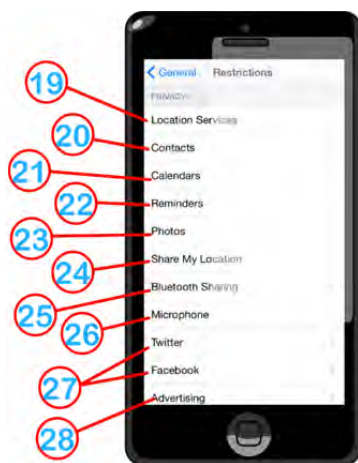 General Restrictions
PRIVACY:
19 Location Services
20 Contacts
21 Calendars
22 Reminders
23 Photos
24 Share My Location
25 Bluetooth Sharing
26 Microphone
27 Twitter
Facebook
28 Advertising